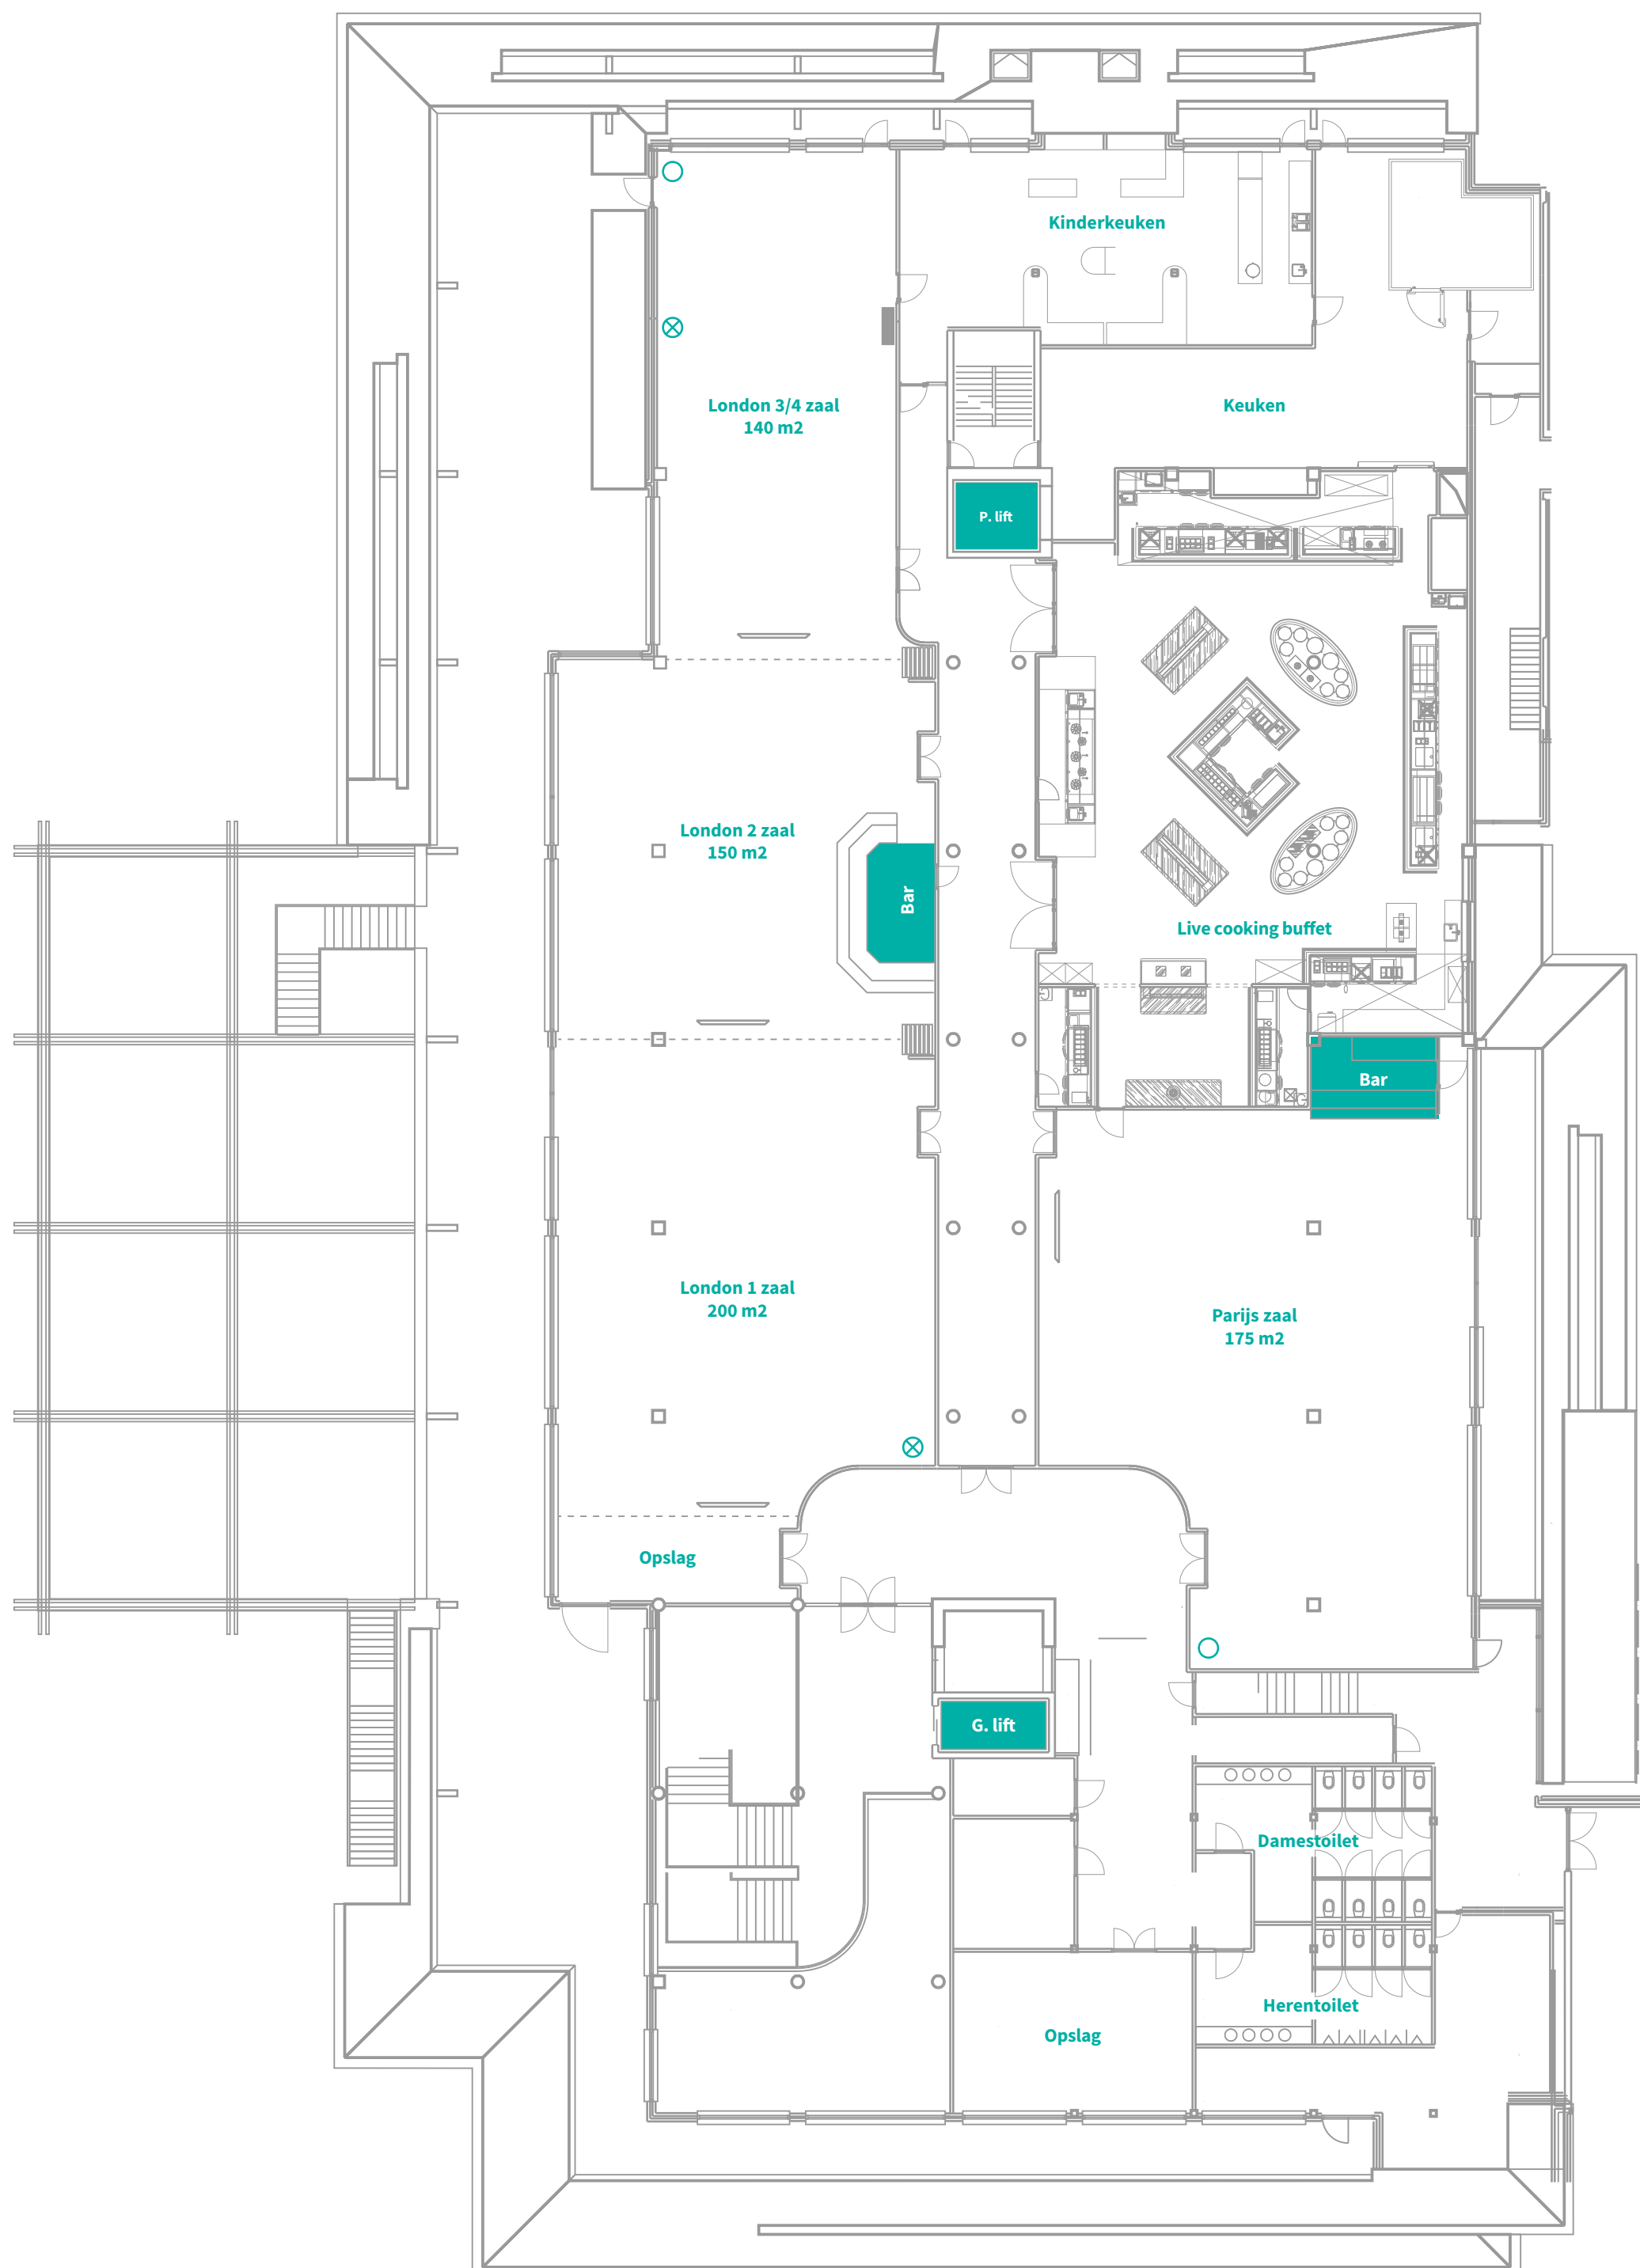 Kinderkeuken
London 3/4 zaal
140 m2
Keuken
P. lift
London 2 zaal
150 m2
Bar
Live cooking buffet
Bar
London 1 zaal
200 m2
Parijs zaal
175 m2
Opslag
G. lift
Damestoilet
Herentoilet
Opslag